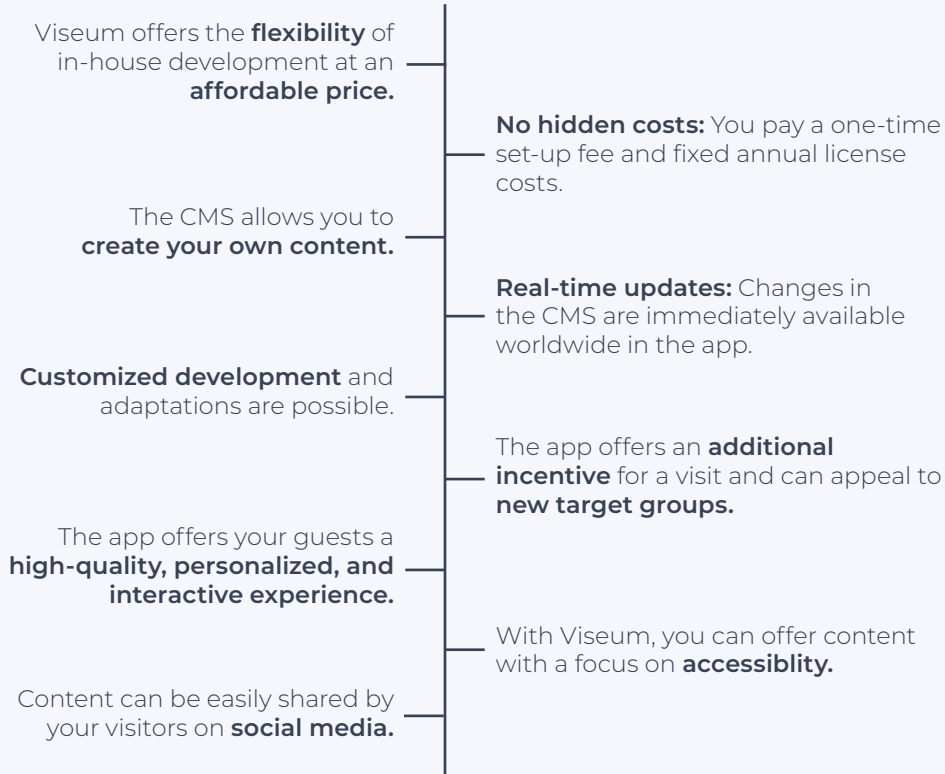 Viseum offers the flexibility of
in-house development at an
affordable price.
No hidden costs: You pay a one-time
set-up fee and fixed annual license
costs.
The CMS allows you to
create your own content.
Real-time updates: Changes in
the CMS are immediately available
worldwide in the app.
Customized development and
adaptations are possible.
The app offers an additional
incentive for a visit and can appeal to
new target groups.
The app offers your guests a
high-quality, personalized, and
interactive experience.
With Viseum, you can offer content
with a focus on accessiblity.
Content can be easily shared by
your visitors on social media.